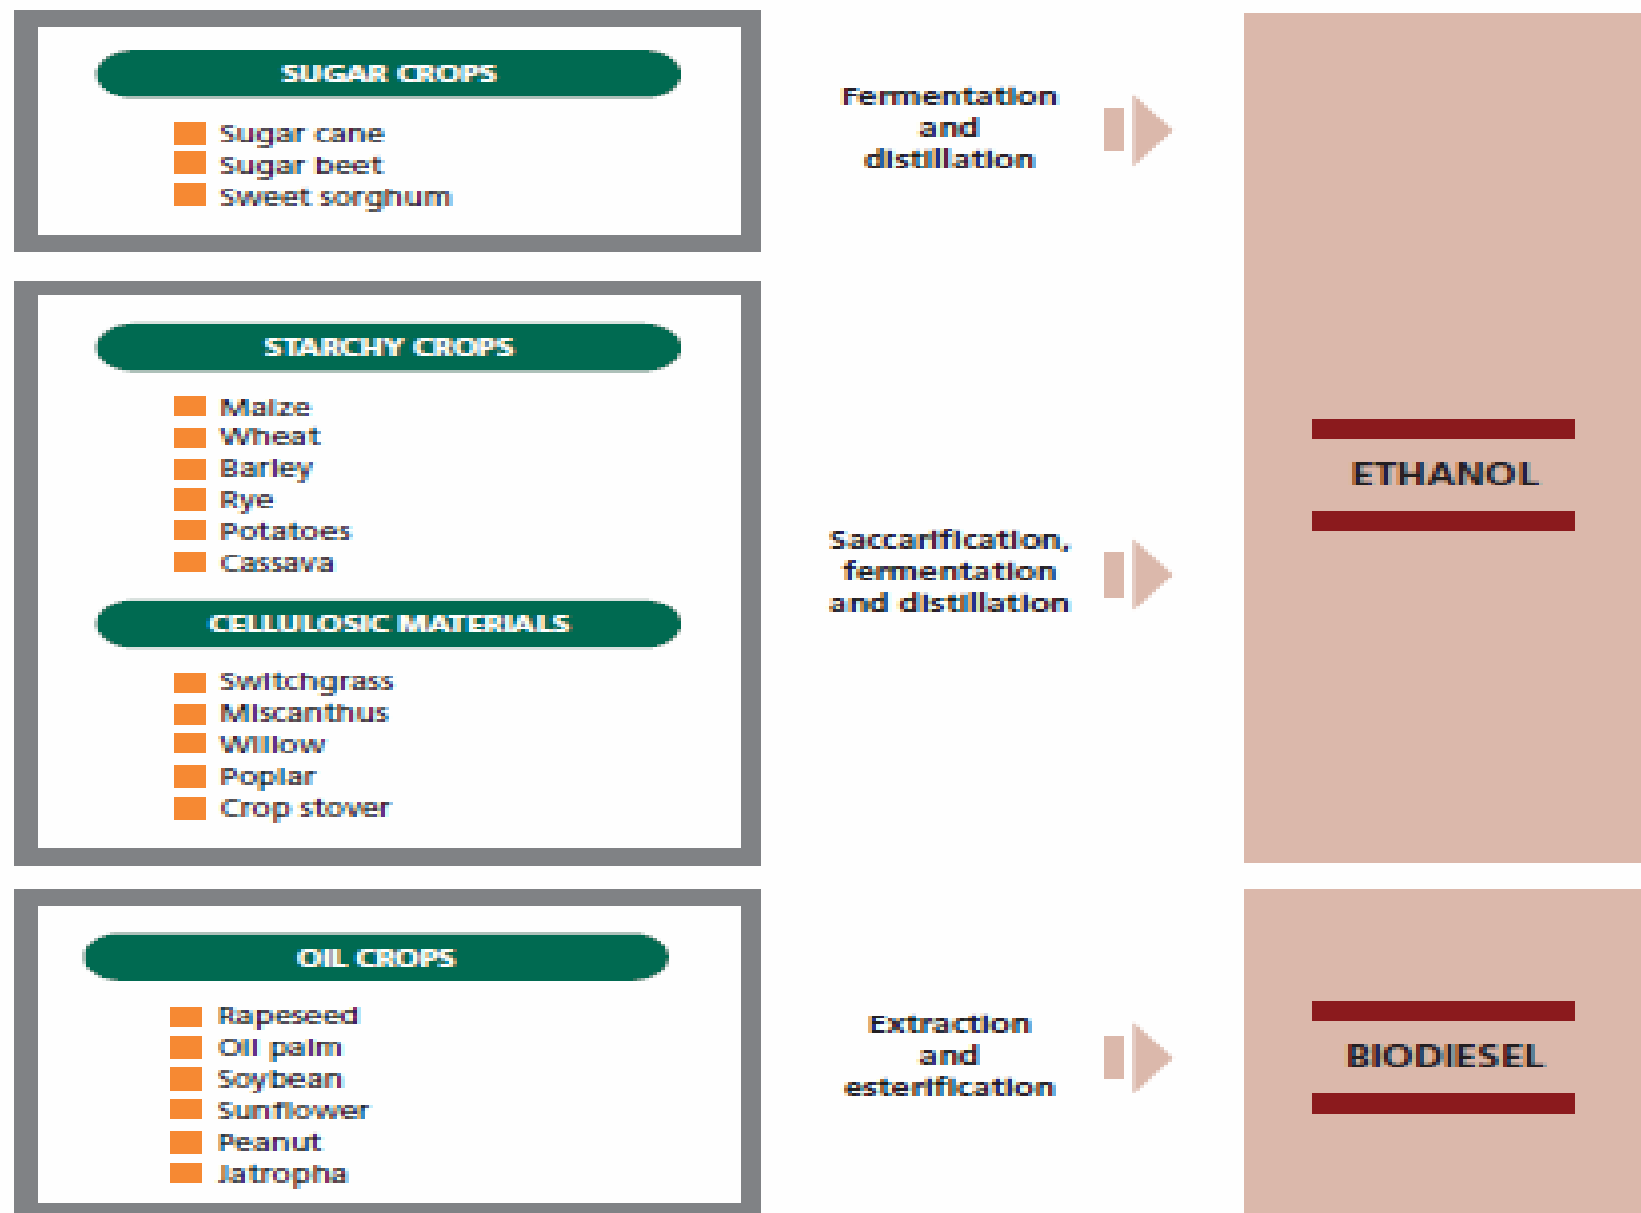 SUGAR CROPS
Sugar cane
Sugar beet
Sweet sorghum
Fermentation
and
distillation
STARCHY CROPS
Maize
Wheat
Barley
Rye
Potatoes
Cassava
CELLULOSIC MATERIALS
Switchgrass
Miscanthus
Willow
Poplar
Crop stover
Saccarification,
fermentation
and distillation
ETHANOL
OIL CROPS
Rapeseed
Oil palm
Soybean
Sunflower
Peanut
Jatropha
Extraction
and
esterification
BIODIESEL